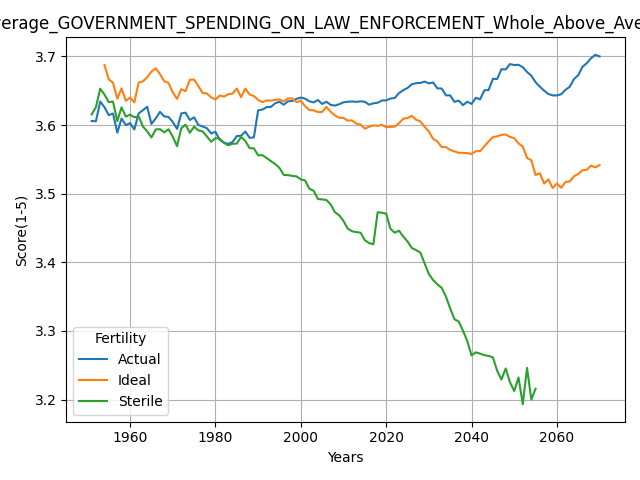 verage_GOVERNMENT_SPENDING_ON_LAW_ENFORCEMENT_Whole_Above_Ave
3.7
3.6
3.5
3.4
3.3
3.2
Score(1-5)
Fertility
Actual
Ideal
Sterile
1960 1980 2000 2020 2040 2060
Years